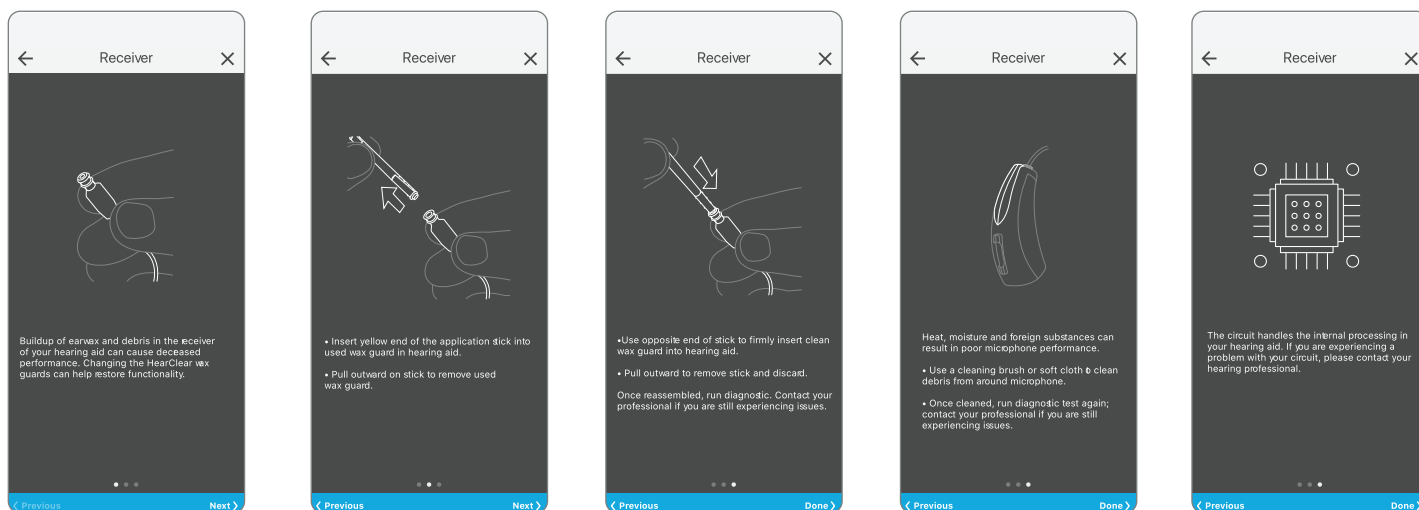 Receiver
Buildup of earwax and debris in the receiver
of your hearing aid can cause deceased
performance. Changing the HearClear wax
guards can help restore functionality.
Previous
Next
Receiver
• Insert yellow end of the application stick into
used wax guard in hearing aid.
• Pull outward on stick to remove used
wax guard.
Previous
Next
Receiver
•Use opposite end of stick to firmly insert clean
wax guard into hearing aid.
• Pull outward to remove stick and discard.
Once reassembled, run diagnostic. Contact your
professional if you are still experiencing issues.
Previous
Done
Receiver
Heat, moisture and foreign substances can
result in poor microphone performance.
• Use a cleaning brush or soft cloth to clean
debris from around microphone.
• Once cleaned, run diagnostic test again;
contact your professional if you are still
experiencing issues.
Previous
Done
Receiver
The circuit handles the internal processing in
your hearing aid. If you are experiencing a
problem with your circuit, please contact your
hearing professional.
Previous
Done